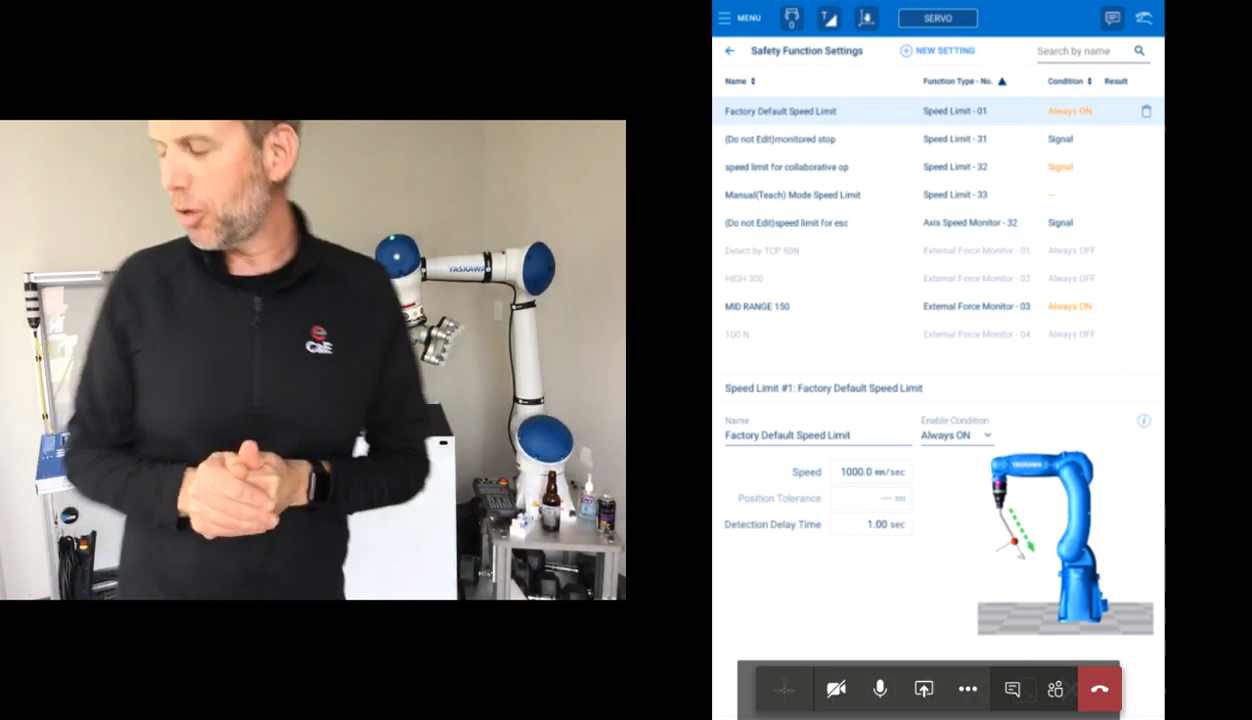 YASKAWA
MENU
0
T
SERVO
Safety Function Settings
NEW SETTING
Search by name
Name
Function Type - No.
Condition
Result
Factory Default Speed Limit
Speed Limit - 01
Always ON
(Do not Edit)monitored stop
Speed Limit - 31
Signal
speed limit for collaborative op
Speed Limit - 32
Signal
Manual(Teach) Mode Speed Limit
Speed Limit - 33
--
(Do not Edit)speed limit for esc
Axis Speed Monitor - 32
Signal
Detect by TCP 50N
External Force Monitor - 01
Always OFF
HIGH 300
External Force Monitor - 02
Always OFF
MID RANGE 150
External Force Monitor - 03
Always ON
100 N
External Force Monitor - 04
Always OFF
Speed Limit #1: Factory Default Speed Limit
Name
Enable Condition
Factory Default Speed Limit
Always ON
Speed
1000.0 mm/sec
Position Tolerance
--- mm
Detection Delay Time
1.00 sec
YASKAWA